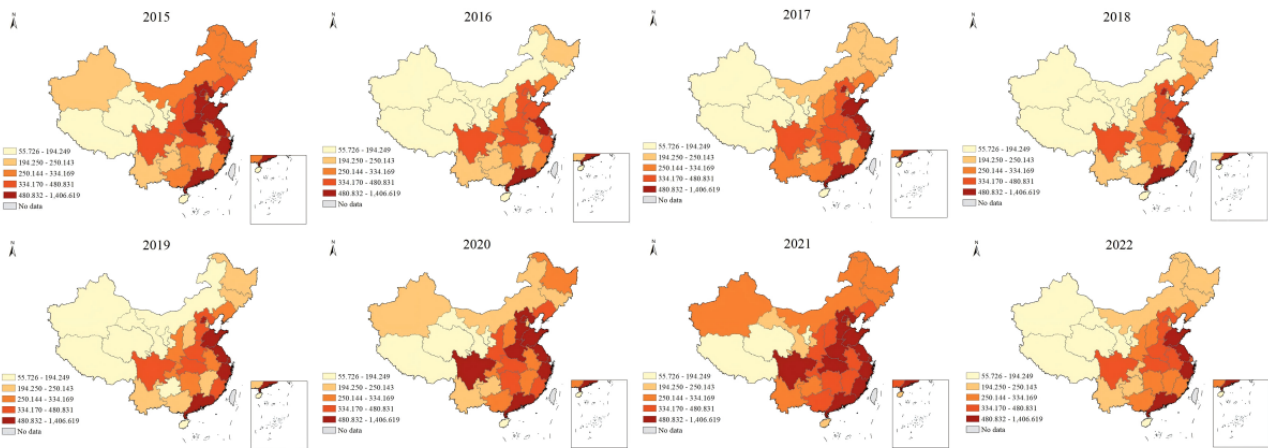 N
2015
55.726 - 194.249
194.250 - 250.143
250.144 - 334.169
334.170 - 480.831
480.832 - 1,406.619
No data
N
2016
55.726 - 194.249
194.250 - 250.143
250.144 - 334.169
334.170 - 480.831
480.832 - 1,406.619
No data
N
2017
55.726 - 194.249
194.250 - 250.143
250.144 - 334.169
334.170 - 480.831
480.832 - 1,406.619
No data
N
2018
55.726 - 194.249
194.250 - 250.143
250.144 - 334.169
334.170 - 480.831
480.832 - 1,406.619
No data
N
2019
55.726 - 194.249
194.250 - 250.143
250.144 - 334.169
334.170 - 480.831
480.832 - 1,406.619
No data
N
2020
55.726 - 194.249
194.250 - 250.143
250.144 - 334.169
334.170 - 480.831
480.832 - 1,406.619
No data
N
2021
55.726 - 194.249
194.250 - 250.143
250.144 - 334.169
334.170 - 480.831
480.832 - 1,406.619
No data
N
2022
55.726 - 194.249
194.250 - 250.143
250.144 - 334.169
334.170 - 480.831
480.832 - 1,406.619
No data